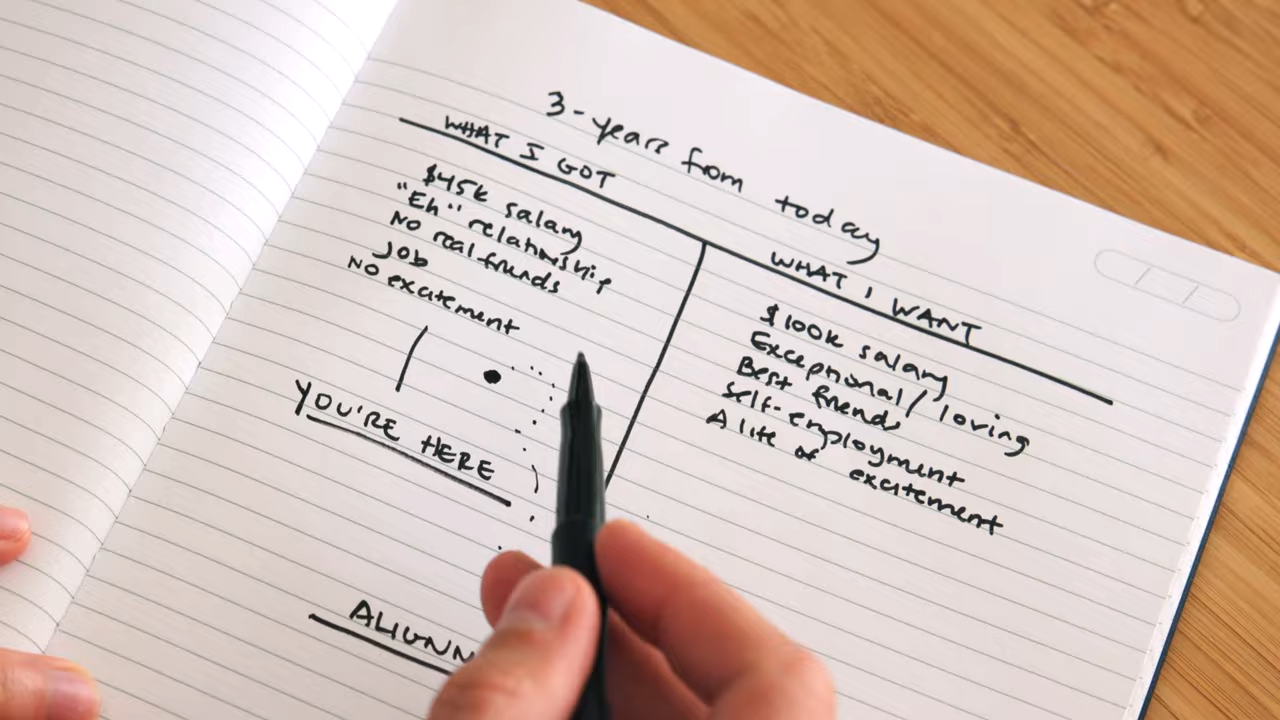 3-years from today
WHAT I GOT
$45k salary
"Eh" relationship
No real friends
Job
No excitement
WHAT I WANT
$100k salary
Exceptional/loving
Best friends
Self-employment
A life of excitement
YOU'RE HERE